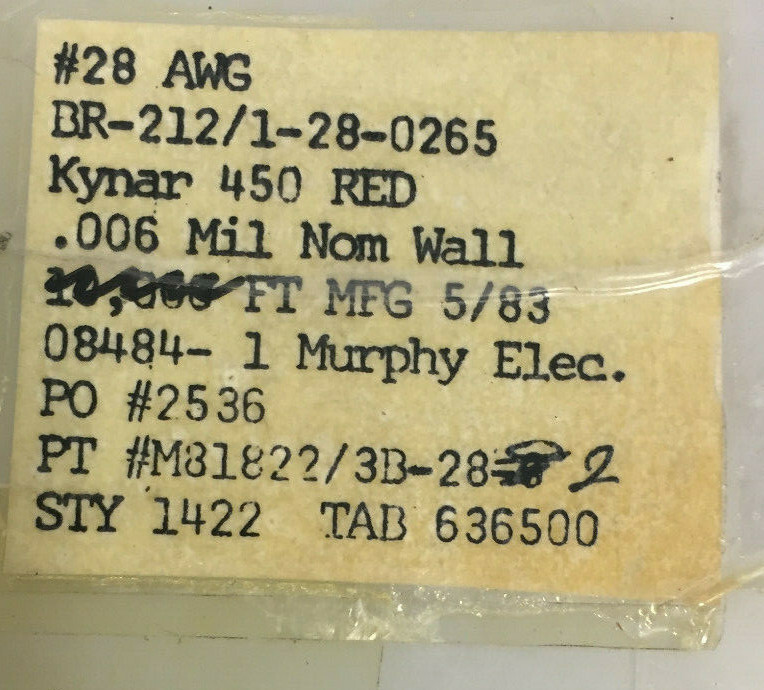 #28 AWG
BR-212/1-28-0265
Kynar 450 RED
.006 Mil Nom Wall
FT MFG 5/83
08484- 1 Murphy Elec.
PO #2536
PT #M81822/3B-28- 2
STY 1422 TAB 636500